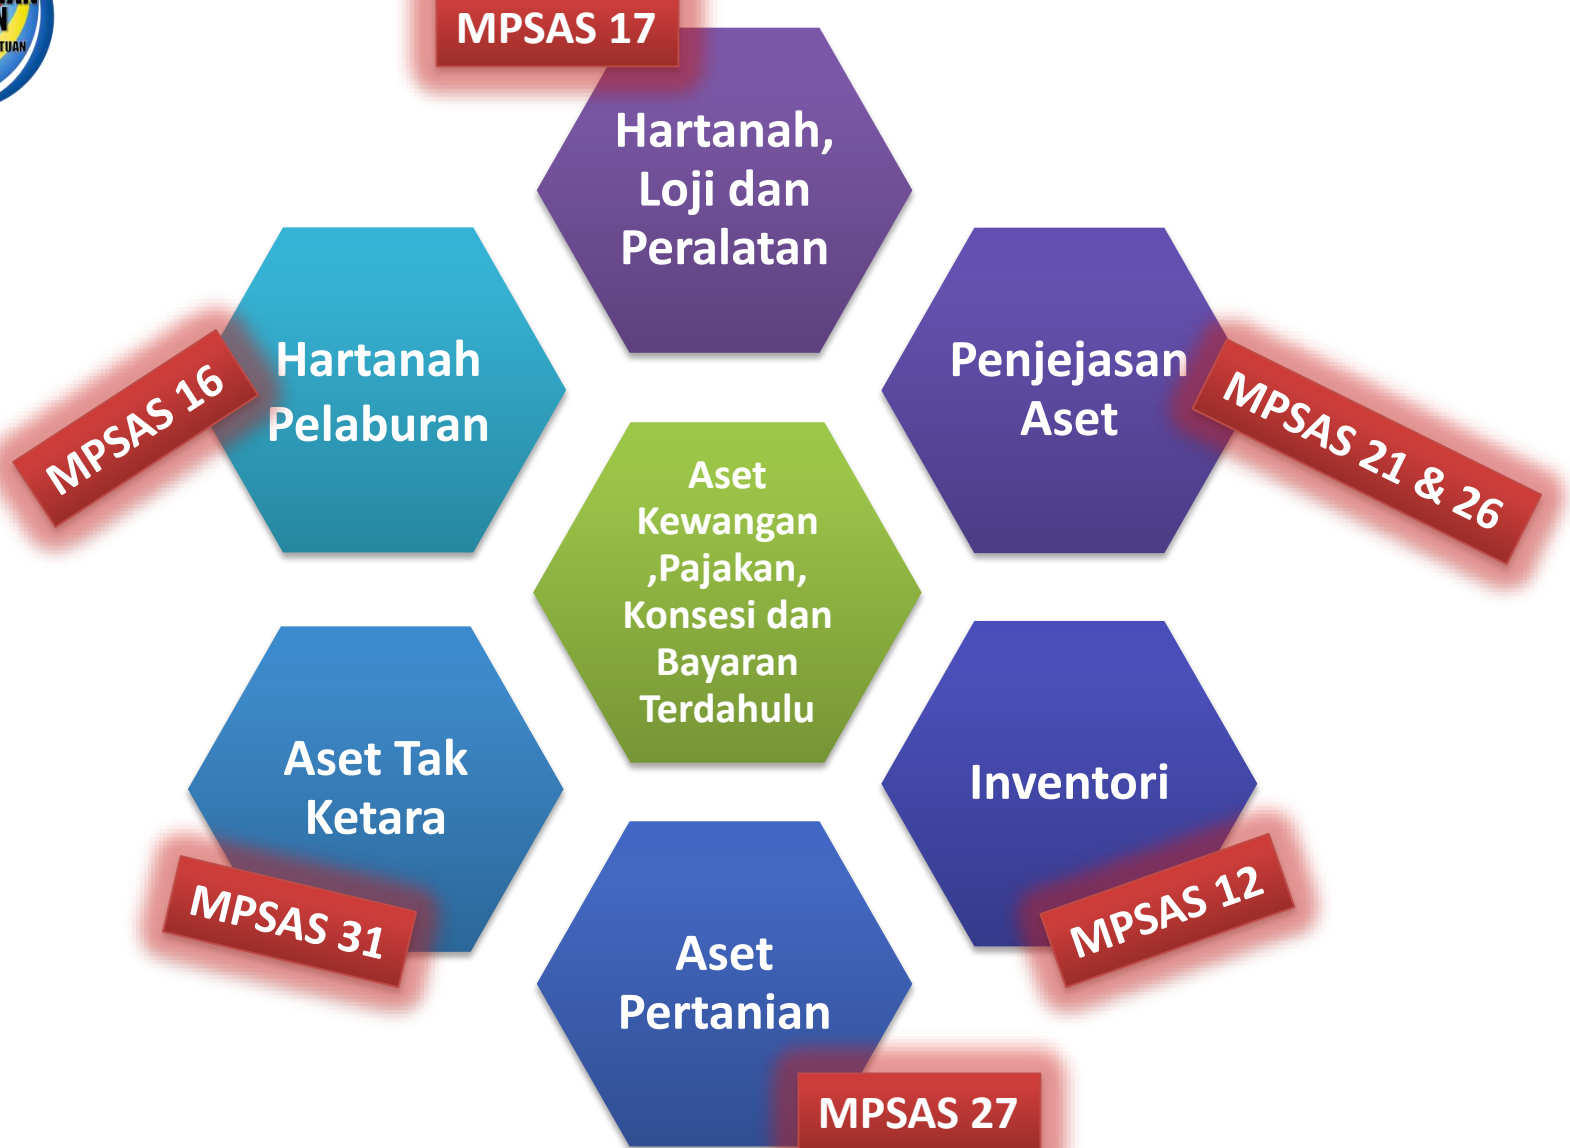 TUAN
MPSAS 17
Hartanah,
Loji dan
Peralatan
Hartanah
Pelaburan
MPSAS 16
Penjejasan
Aset
MPSAS 21 & 26
Aset
Kewangan
,Pajakan,
Konsesi dan
Bayaran
Terdahulu
Aset Tak
Ketara
MPSAS 31
Inventori
MPSAS 12
Aset
Pertanian
MPSAS 27